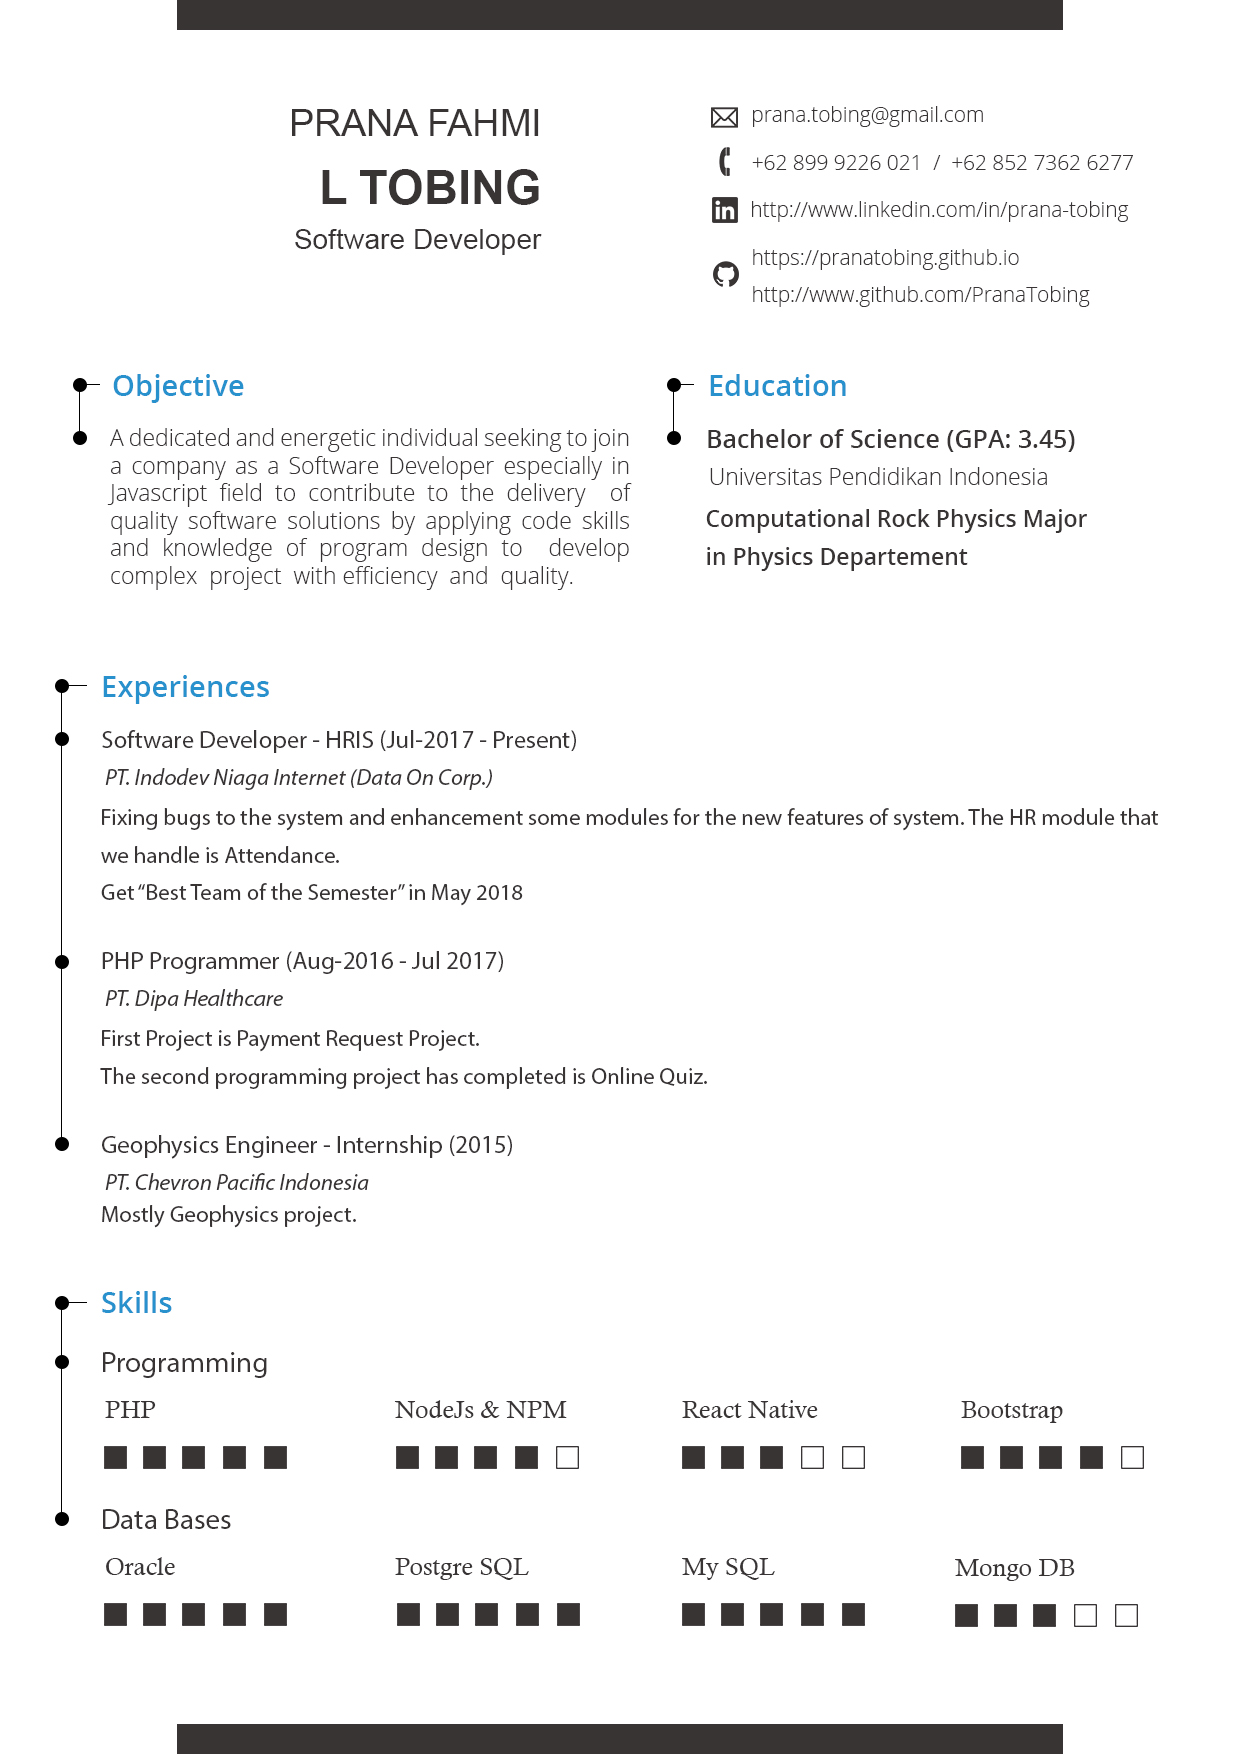 PRANA FAHMI
L TOBING
Software Developer
prana.tobing@gmail.com
+62 899 9226 021 / +62 852 7362 6277
in http://www.linkedin.com/in/prana-tobing
https://pranatobing.github.io
http://www.github.com/PranaTobing
Objective
A dedicated and energetic individual seeking to join
a company as a Software Developer especially in
Javascript field to contribute to the delivery of
quality software solutions by applying code skills
and knowledge of program design to develop
complex project with efficiency and quality.
Education
Bachelor of Science (GPA: 3.45)
Universitas Pendidikan Indonesia
Computational Rock Physics Major
in Physics Departement
Experiences
Software Developer - HRIS (Jul-2017 - Present)
PT. Indodev Niaga Internet (Data On Corp.)
Fixing bugs to the system and enhancement some modules for the new features of system. The HR module that
we handle is Attendance.
Get “Best Team of the Semester” in May 2018
PHP Programmer (Aug-2016 - Jul 2017)
PT. Dipa Healthcare
First Project is Payment Request Project.
The second programming project has completed is Online Quiz.
Geophysics Engineer - Internship (2015)
PT. Chevron Pacific Indonesia
Mostly Geophysics project.
Skills
Programming
PHP NodeJs & NPM React Native Bootstrap
Data Bases
Oracle Postgre SQL My SQL Mongo DB